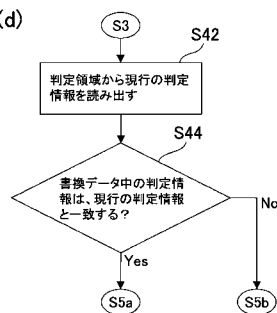 (d)
S3
S42
判定領域から現行の判定
情報を読み出す
S44
書換データ中の判定情
報は、現行の判定情報
と一致する？
No
Yes
S5a
S5b